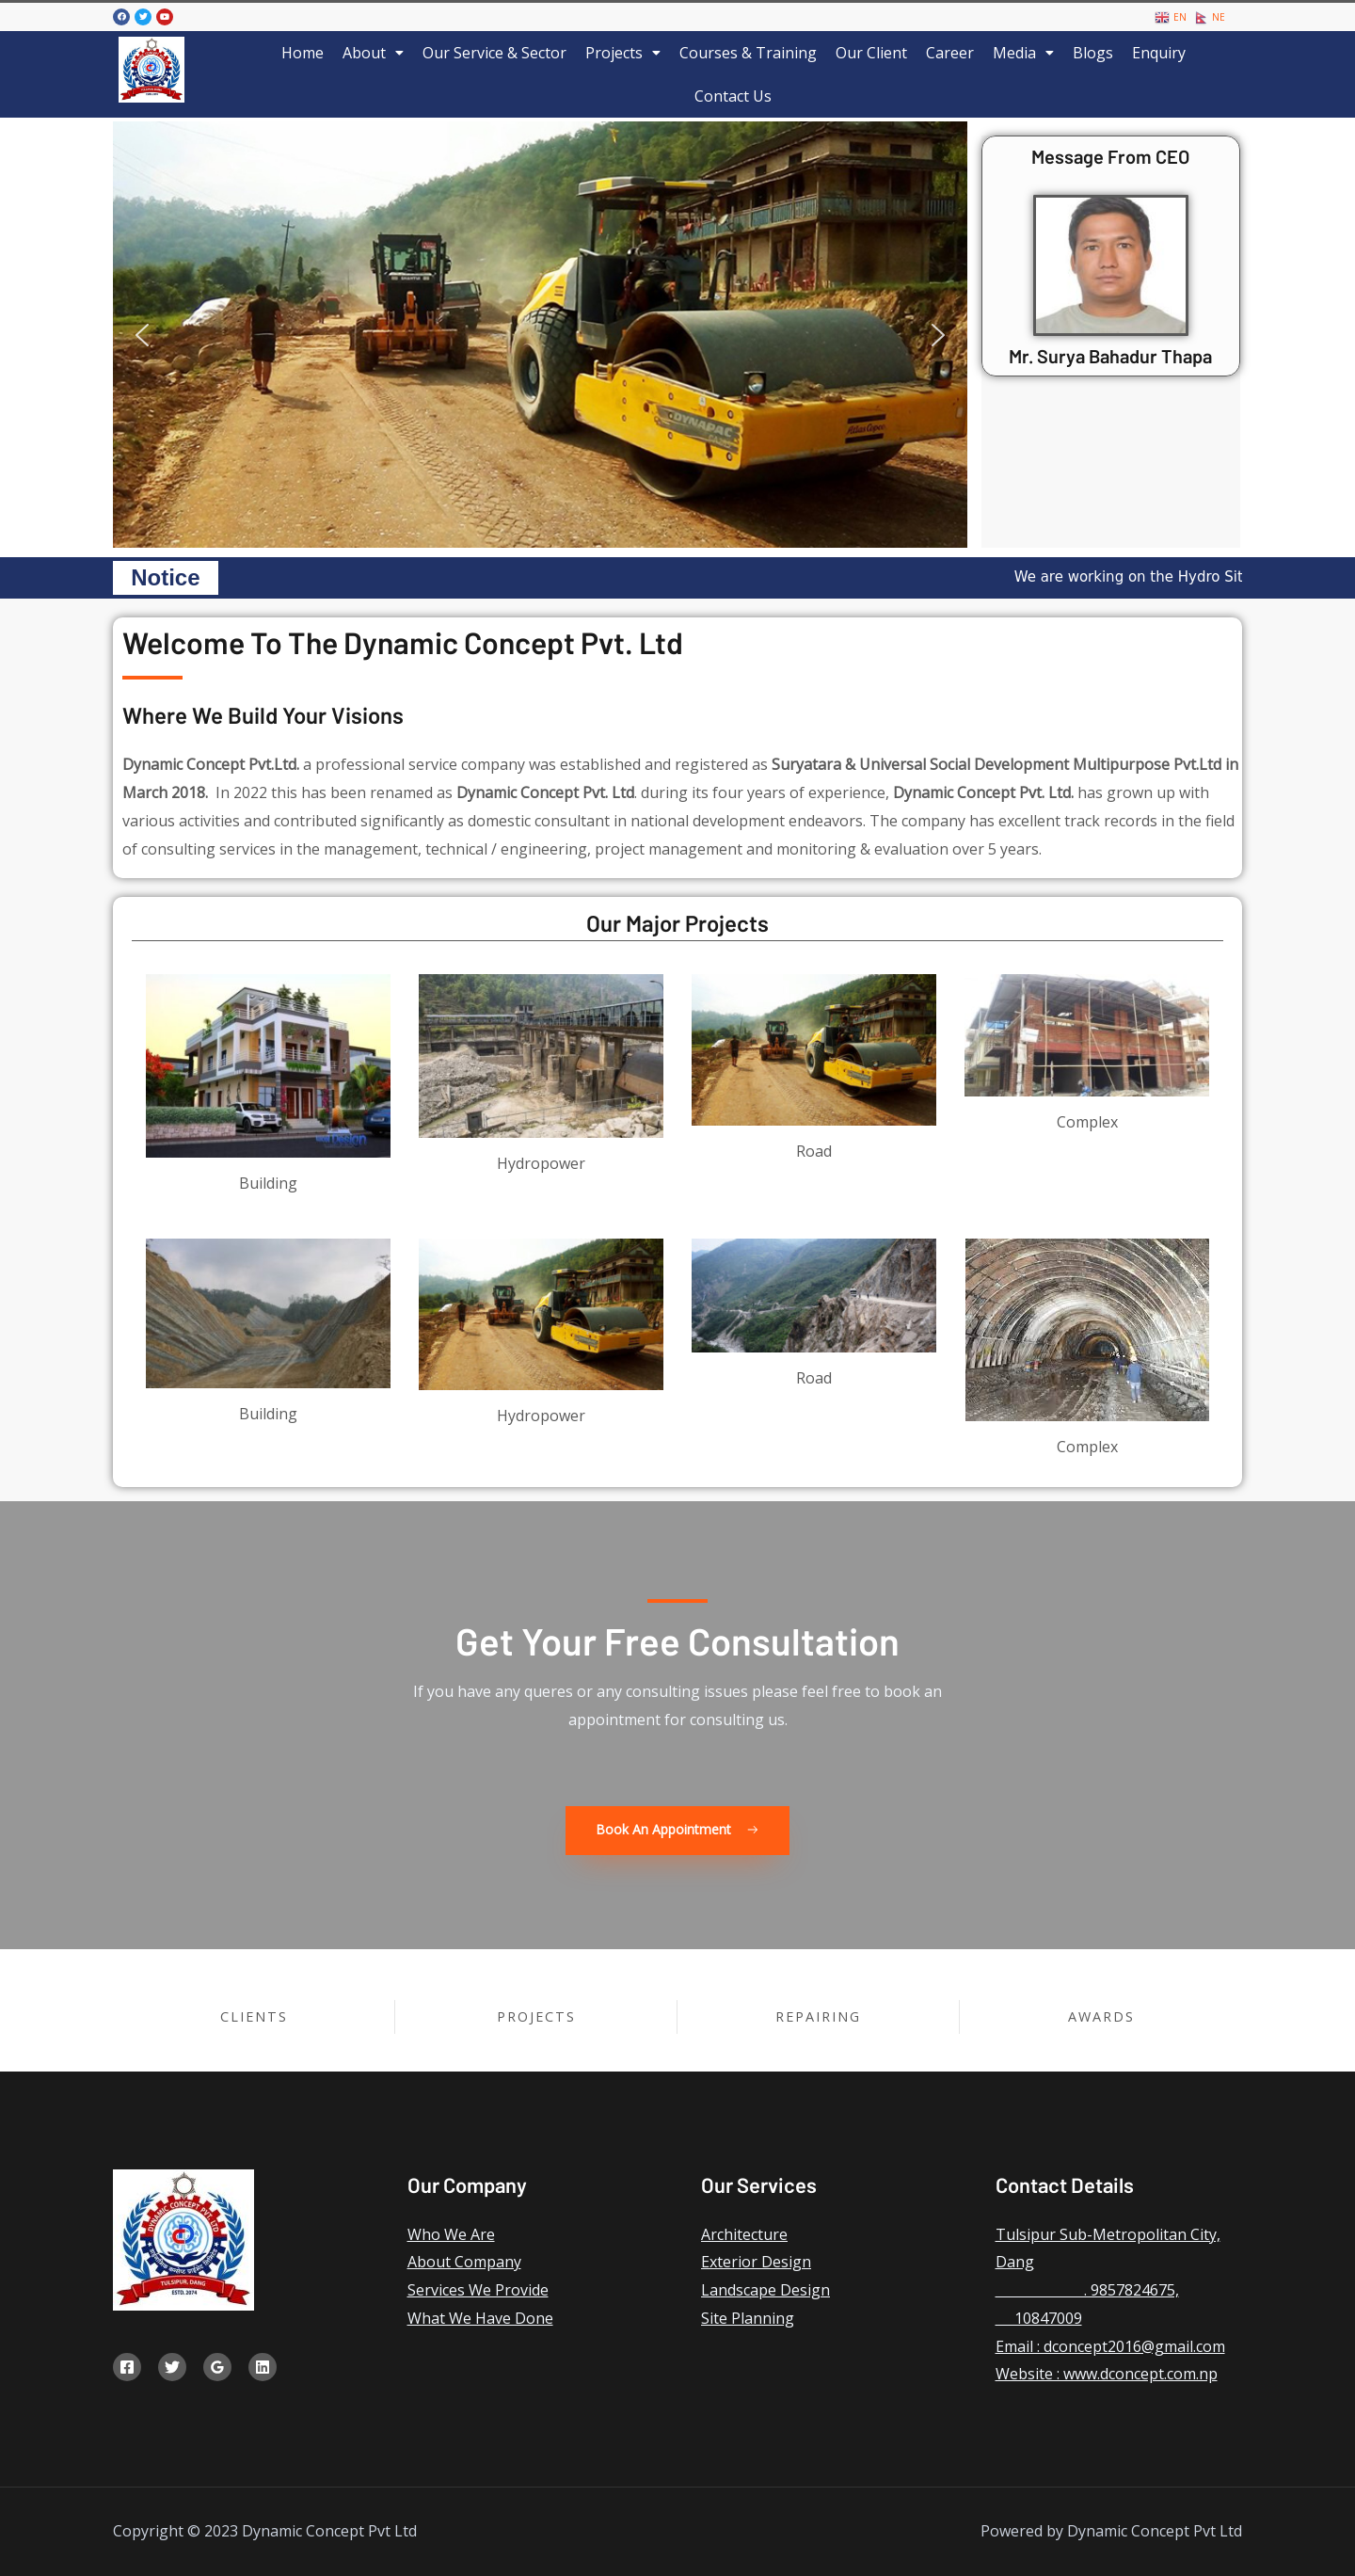 EN NE
Home About Our Service & Sector Projects Courses & Training Our Client Career Media Blogs Enquiry
Contact Us
Message From CEO
DYNAPAC
Atlas Copco
Mr. Surya Bahadur Thapa
Notice
We are working on the Hydro Sit
Welcome To The Dynamic Concept Pvt. Ltd
Where We Build Your Visions
Dynamic Concept Pvt.Ltd. a professional service company was established and registered as Suryatara & Universal Social Development Multipurpose Pvt.Ltd in
March 2018.  In 2022 this has been renamed as Dynamic Concept Pvt. Ltd. during its four years of experience, Dynamic Concept Pvt. Ltd. has grown up with
various activities and contributed significantly as domestic consultant in national development endeavors. The company has excellent track records in the field
of consulting services in the management, technical / engineering, project management and monitoring & evaluation over 5 years.
Our Major Projects
Building
Hydropower
Road
Complex
Building
Hydropower
Road
Complex
Get Your Free Consultation
If you have any queres or any consulting issues please feel free to book an
appointment for consulting us.
Book An Appointment
CLIENTS
PROJECTS
REPAIRING
AWARDS
DYNAMIC CONCEPT PVT. LTD
TULSIPUR, DANG
ESTD. 2074
Our Company
Who We Are
About Company
Services We Provide
What We Have Done
Our Services
Architecture
Exterior Design
Landscape Design
Site Planning
Contact Details
Tulsipur Sub-Metropolitan City,
Dang
. 9857824675,
10847009
Email : dconcept2016@gmail.com
Website : www.dconcept.com.np
Copyright © 2023 Dynamic Concept Pvt Ltd
Powered by Dynamic Concept Pvt Ltd